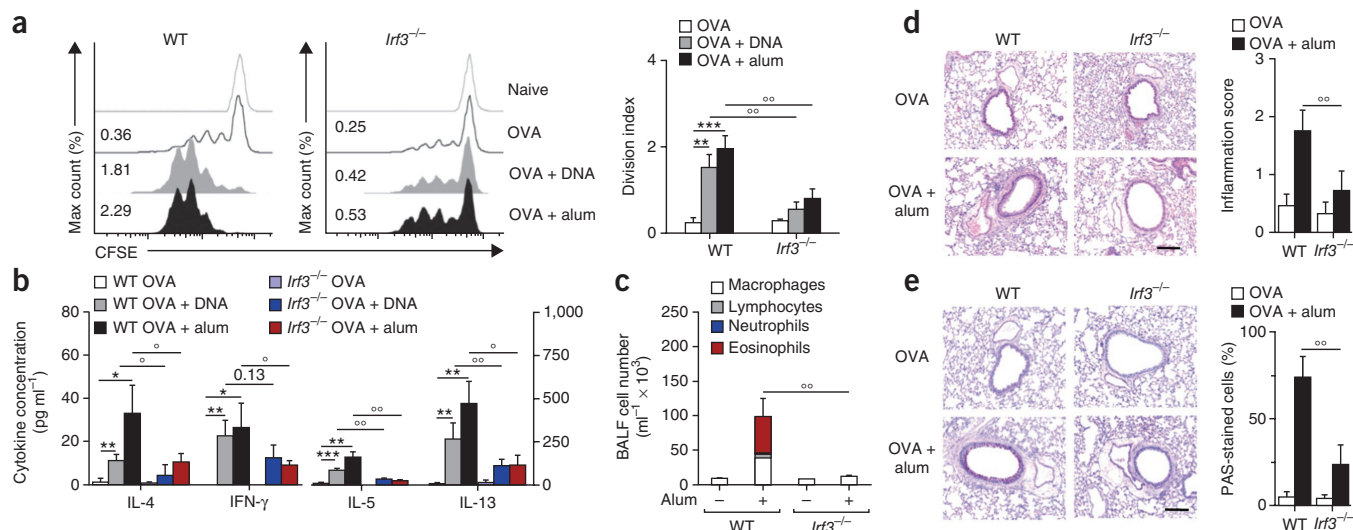 a
WT
Irf3–/–
Max count (%)
Max count (%)
0.36
1.81
2.29
0.25
0.42
0.53
Naive
OVA
OVA + DNA
OVA + alum
CFSE
OVA
OVA + DNA
OVA + alum
Division index
4
2
0
***
**
°°
°°
WT
Irf3–/–
b
WT OVA
WT OVA + DNA
WT OVA + alum
Irf3–/– OVA
Irf3–/– OVA + DNA
Irf3–/– OVA + alum
Cytokine concentration
(pg ml–1)
80
60
40
20
0
1,000
750
500
250
0
*
**
°
°
*
**
°
0.13
**
***
°°
°°
**
**
°
°°
IL-4
IFN-γ
IL-5
IL-13
c
Macrophages
Lymphocytes
Neutrophils
Eosinophils
BALF cell number
(ml–1 × 103)
250
200
150
100
50
0
°°
Alum – + – +
WT
Irf3–/–
d
WT
Irf3–/–
OVA
OVA +
alum
OVA
OVA + alum
Inflammation score
3
2
1
0
°°
WT Irf3–/–
e
WT
Irf3–/–
OVA
OVA +
alum
OVA
OVA + alum
PAS-stained cells (%)
100
50
0
°°
WT Irf3–/–